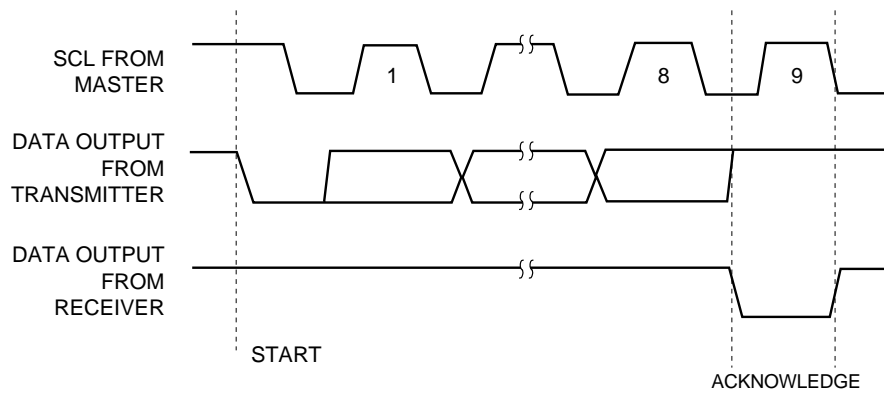 SCL FROM
MASTER
1
8
9
DATA OUTPUT
FROM
TRANSMITTER
DATA OUTPUT
FROM
RECEIVER
START
ACKNOWLEDGE